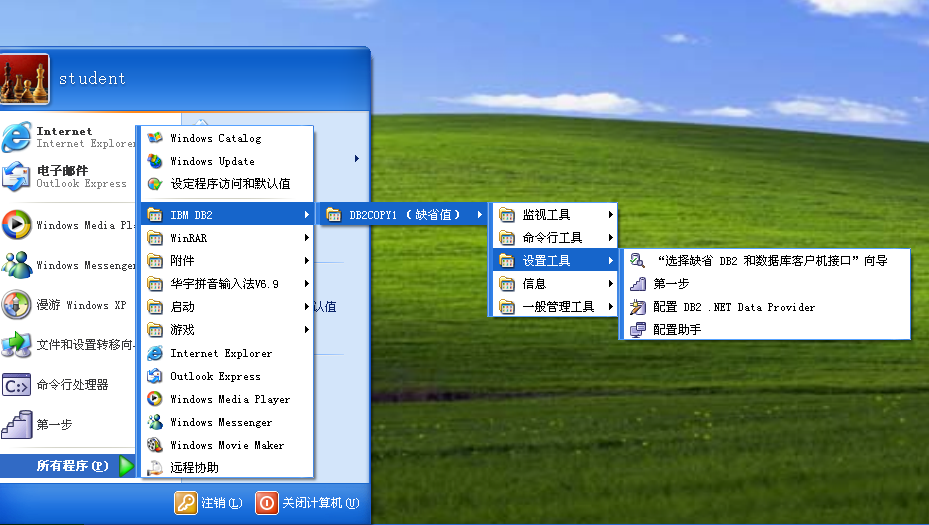 student
Internet
Internet Explorer
电子邮件
Outlook Express
Windows Media Pla
Windows Messenger
漫游 Windows XP
文件和设置转移向
命令行处理器
第一步
所有程序(P)
Windows Catalog
Windows Update
设定程序访问和默认值
IBM DB2
WinRAR
附件
华宇拼音输入法V6.9
启动
游戏
Internet Explorer
Outlook Express
Windows Media Player
Windows Messenger
Windows Movie Maker
远程协助
认值
DB2COPY1 (缺省值)
监视工具
命令行工具
设置工具
信息
一般管理工具
“选择缺省 DB2 和数据库客户机接口”向导
第一步
配置 DB2 .NET Data Provider
配置助手
注销(L)
关闭计算机(U)